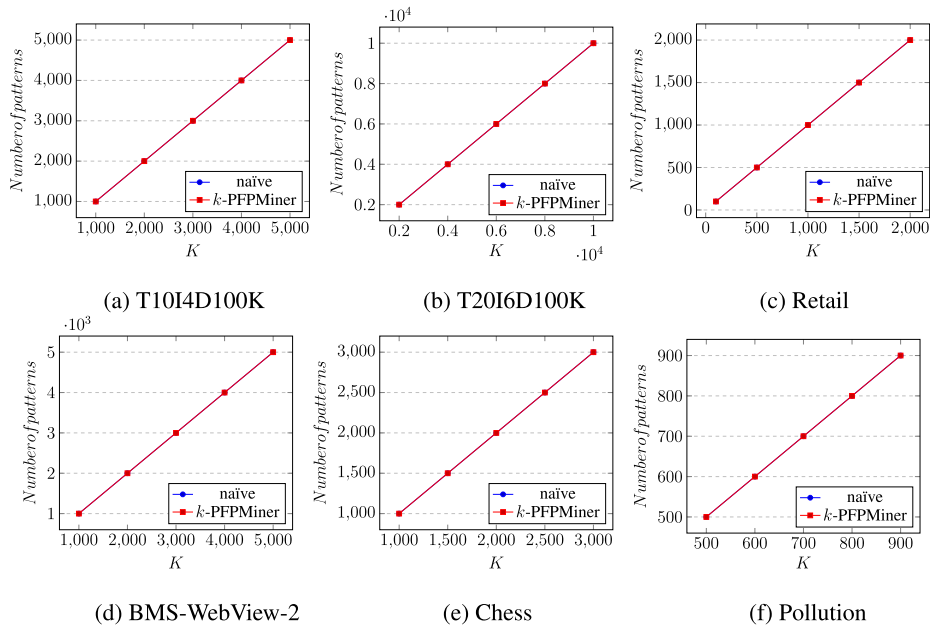 5,000
4,000
3,000
2,000
1,000
Numberofpatterns
naïve
k-PFPMiner
1,000 2,000 3,000 4,000 5,000
K
(a) T10I4D100K
·10⁴
1
0.8
0.6
0.4
0.2
Numberofpatterns
naïve
k-PFPMiner
0.2 0.4 0.6 0.8 1
K
·10⁴
(b) T20I6D100K
2,000
1,500
1,000
500
0
Numberofpatterns
naïve
k-PFPMiner
0 500 1,000 1,500 2,000
K
(c) Retail
·10³
5
4
3
2
1
Numberofpatterns
naïve
k-PFPMiner
1,000 2,000 3,000 4,000 5,000
K
(d) BMS-WebView-2
3,000
2,500
2,000
1,500
1,000
Numberofpatterns
naïve
k-PFPMiner
1,000 1,500 2,000 2,500 3,000
K
(e) Chess
900
800
700
600
500
Numberofpatterns
naïve
k-PFPMiner
500 600 700 800 900
K
(f) Pollution